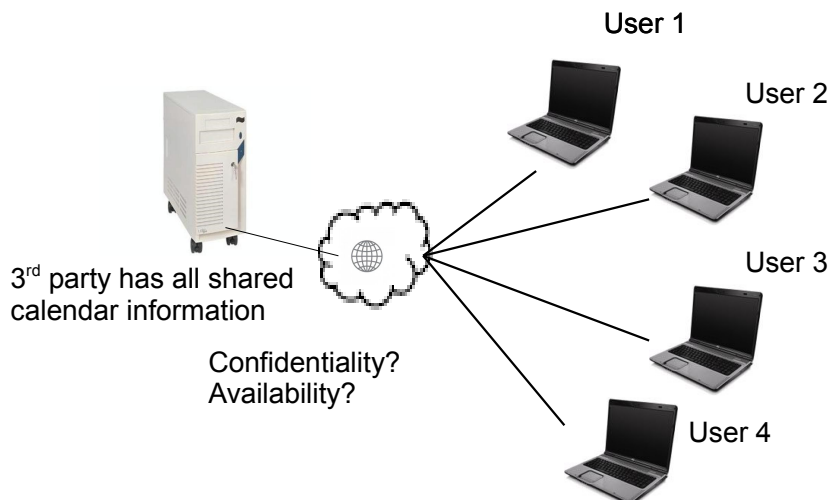 User 1
User 2
3rd party has all shared
calendar information
User 3
Confidentiality?
Availability?
User 4